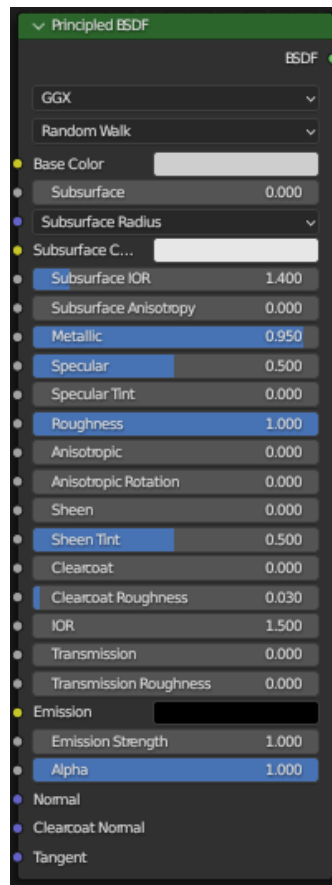 Principled BSDF
BSDF
GGX
Random Walk
Base Color
Subsurface 0.000
Subsurface Radius
Subsurface C...
Subsurface IOR 1.400
Subsurface Anisotropy 0.000
Metallic 0.950
Specular 0.500
Specular Tint 0.000
Roughness 1.000
Anisotropic 0.000
Anisotropic Rotation 0.000
Sheen 0.000
Sheen Tint 0.500
Clearcoat 0.000
Clearcoat Roughness 0.030
IOR 1.500
Transmission 0.000
Transmission Roughness 0.000
Emission
Emission Strength 1.000
Alpha 1.000
Normal
Clearcoat Normal
Tangent